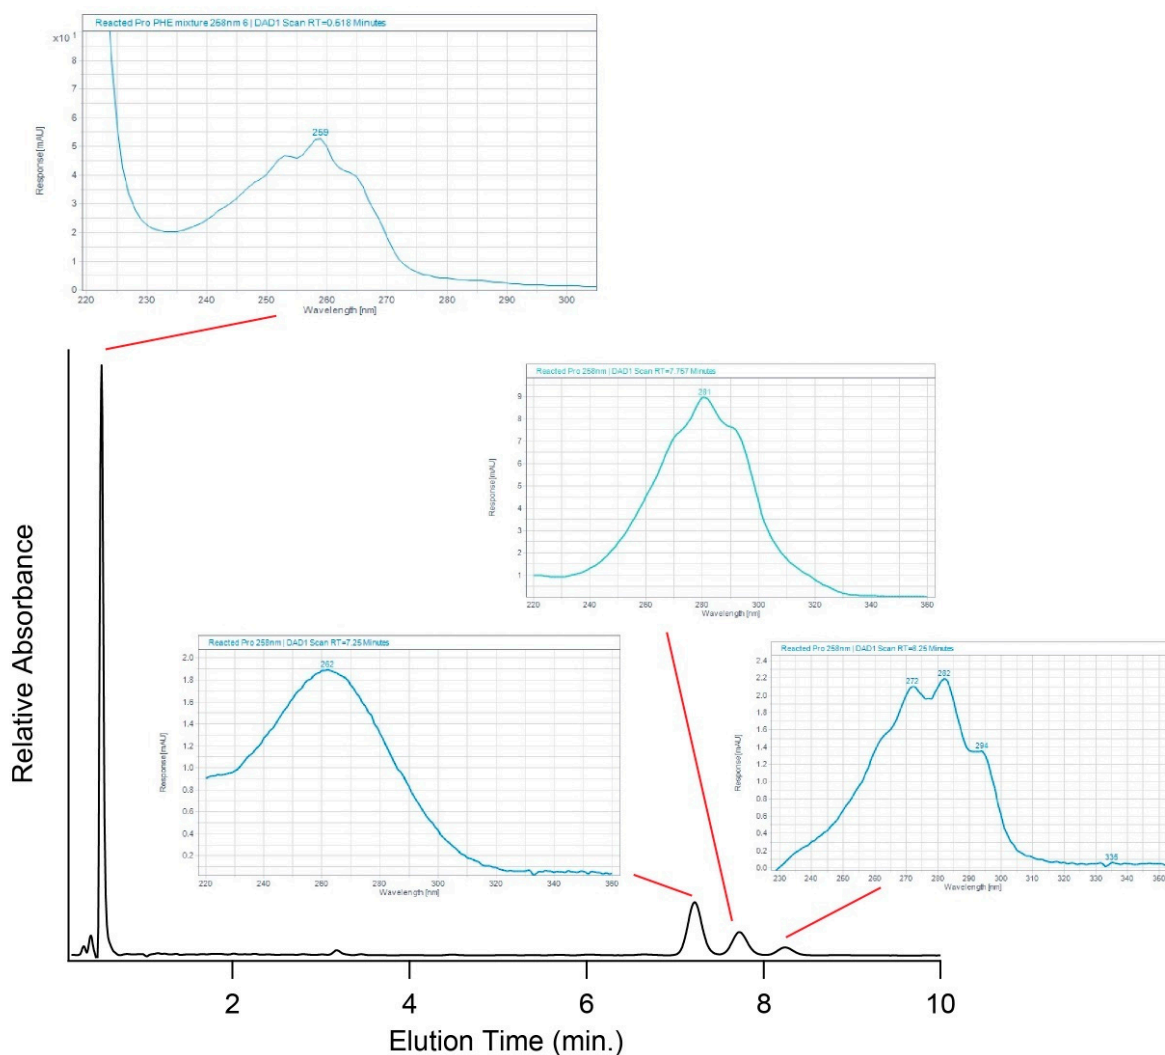 Reacted Pro PHE mixture 258nm 6 | DAD1 Scan RT=0.518 Minutes
x10 1
8
7
6
5
4
3
2
1
0
Response [mAU]
259
220 230 240 250 260 270 280 290 300
Wavelength [nm]
Reacted Pro 258nm | DAD1 Scan RT=7.757 Minutes
9
8
7
6
5
4
3
2
1
Response [mAU]
281
220 240 260 280 300 320 340 360
Wavelength [nm]
Reacted Pro 258nm | DAD1 Scan RT=7.25 Minutes
2.0
1.8
1.6
1.4
1.2
1.0
0.8
0.6
0.4
0.2
Response [mAU]
262
220 240 260 280 300 320 340 360
Wavelength [nm]
Reacted Pro 258nm | DAD1 Scan RT=8.25 Minutes
2.4
2.2
2.0
1.8
1.6
1.4
1.2
1.0
0.8
0.6
0.4
0.2
0.0
Response [mAU]
272 282 294 336
230 240 250 260 270 280 290 300 310 320 330 340 350 360
Wavelength [nm]
Relative Absorbance
2 4 6 8 10
Elution Time (min.)